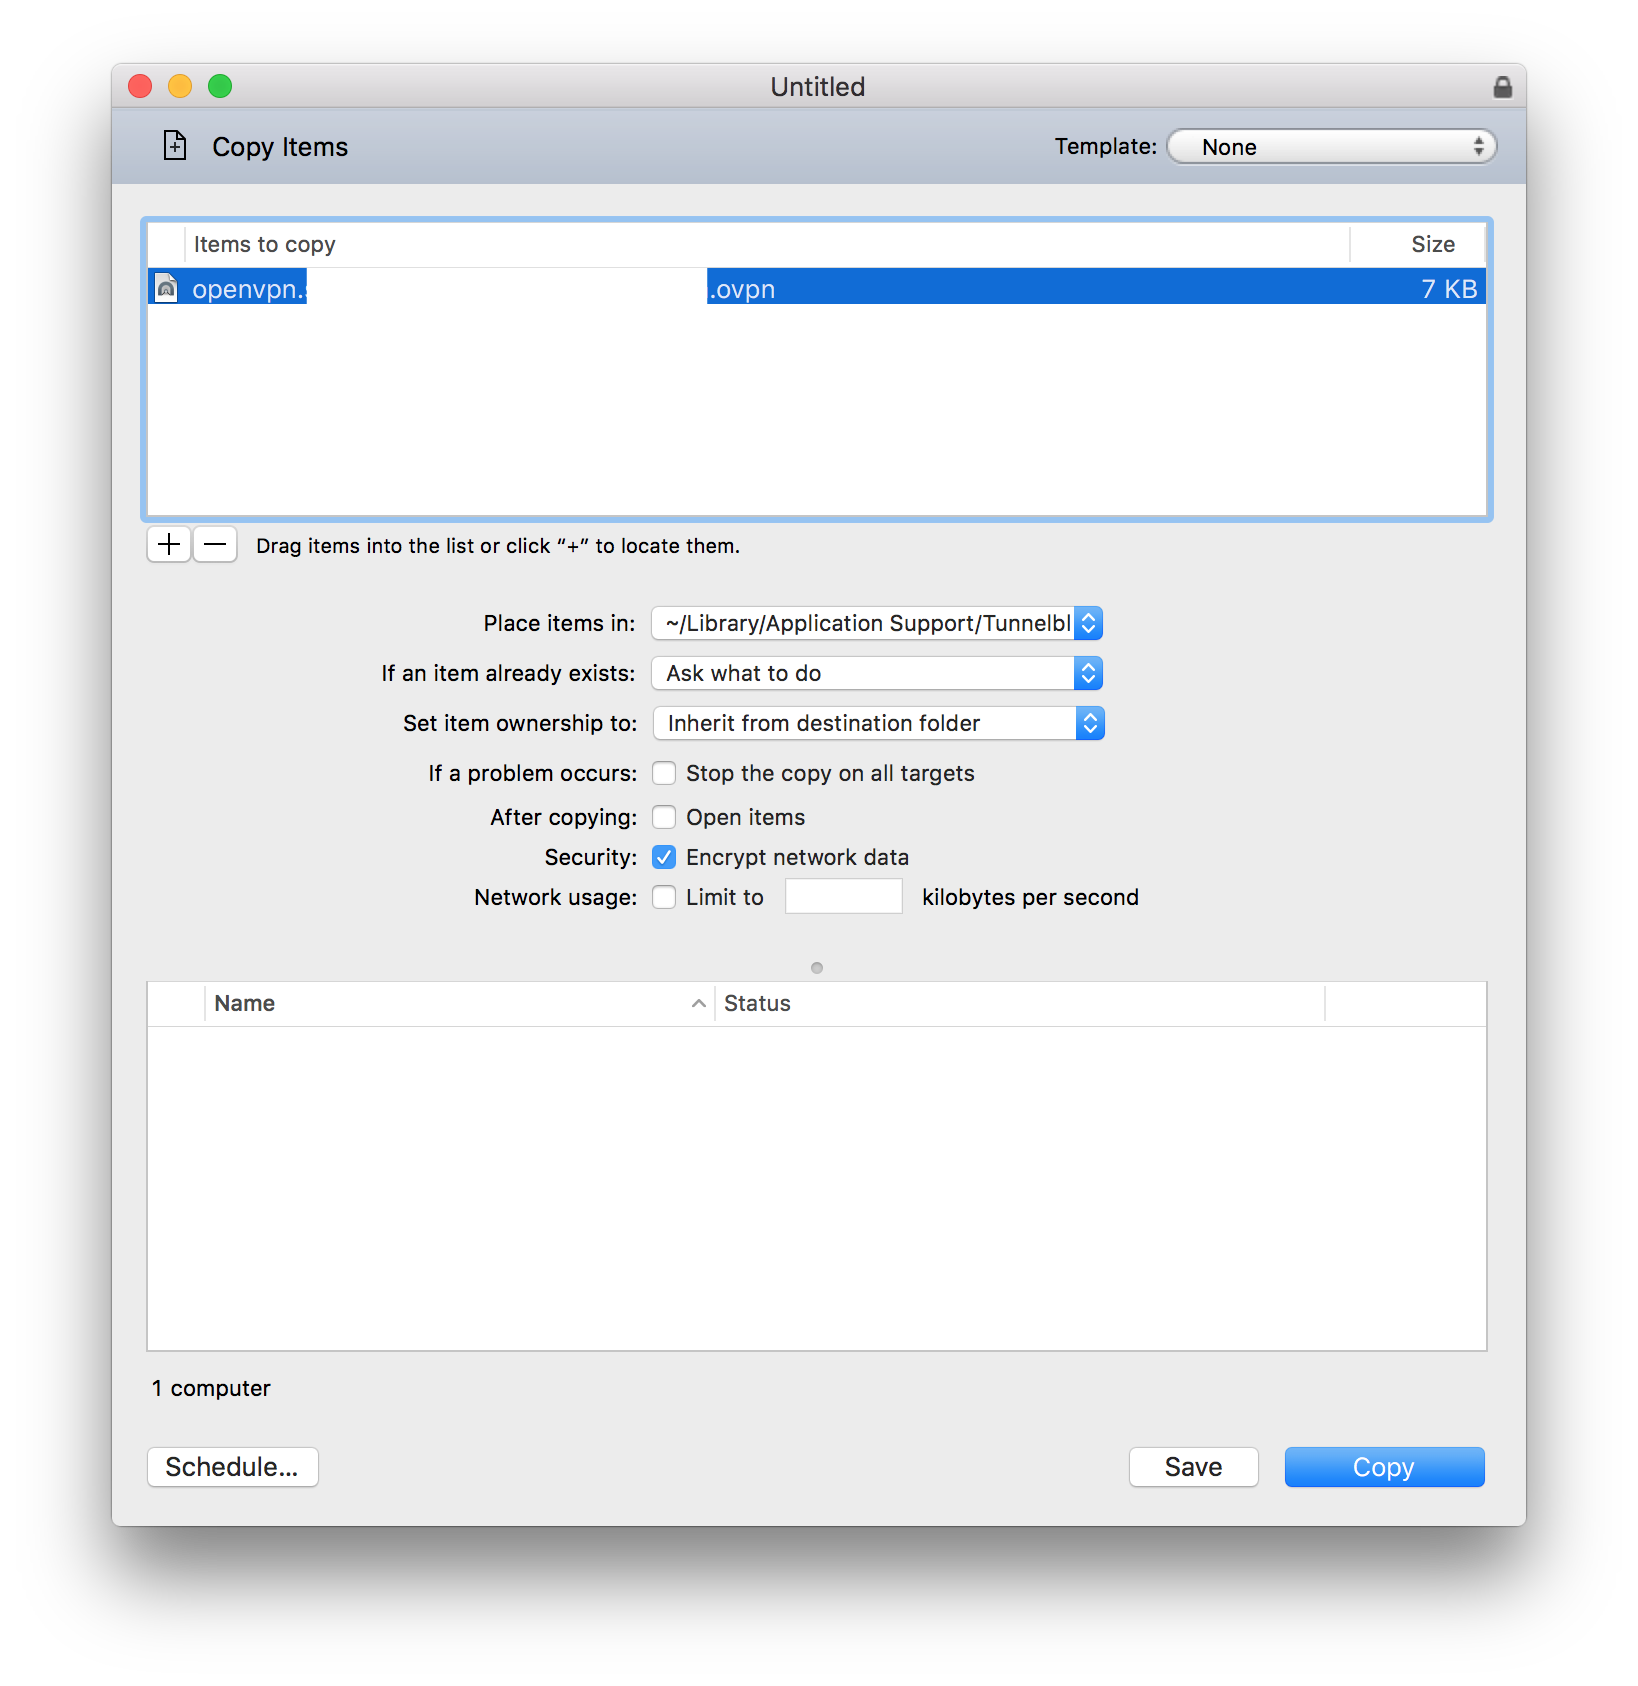 Untitled
Copy Items
Template: None
Items to copy Size
openvpn. .ovpn 7 KB
Drag items into the list or click “+” to locate them.
Place items in: ~/Library/Application Support/Tunnelbl
If an item already exists: Ask what to do
Set item ownership to: Inherit from destination folder
If a problem occurs: Stop the copy on all targets
After copying: Open items
Security: Encrypt network data
Network usage: Limit to kilobytes per second
Name Status
1 computer
Schedule... Save Copy